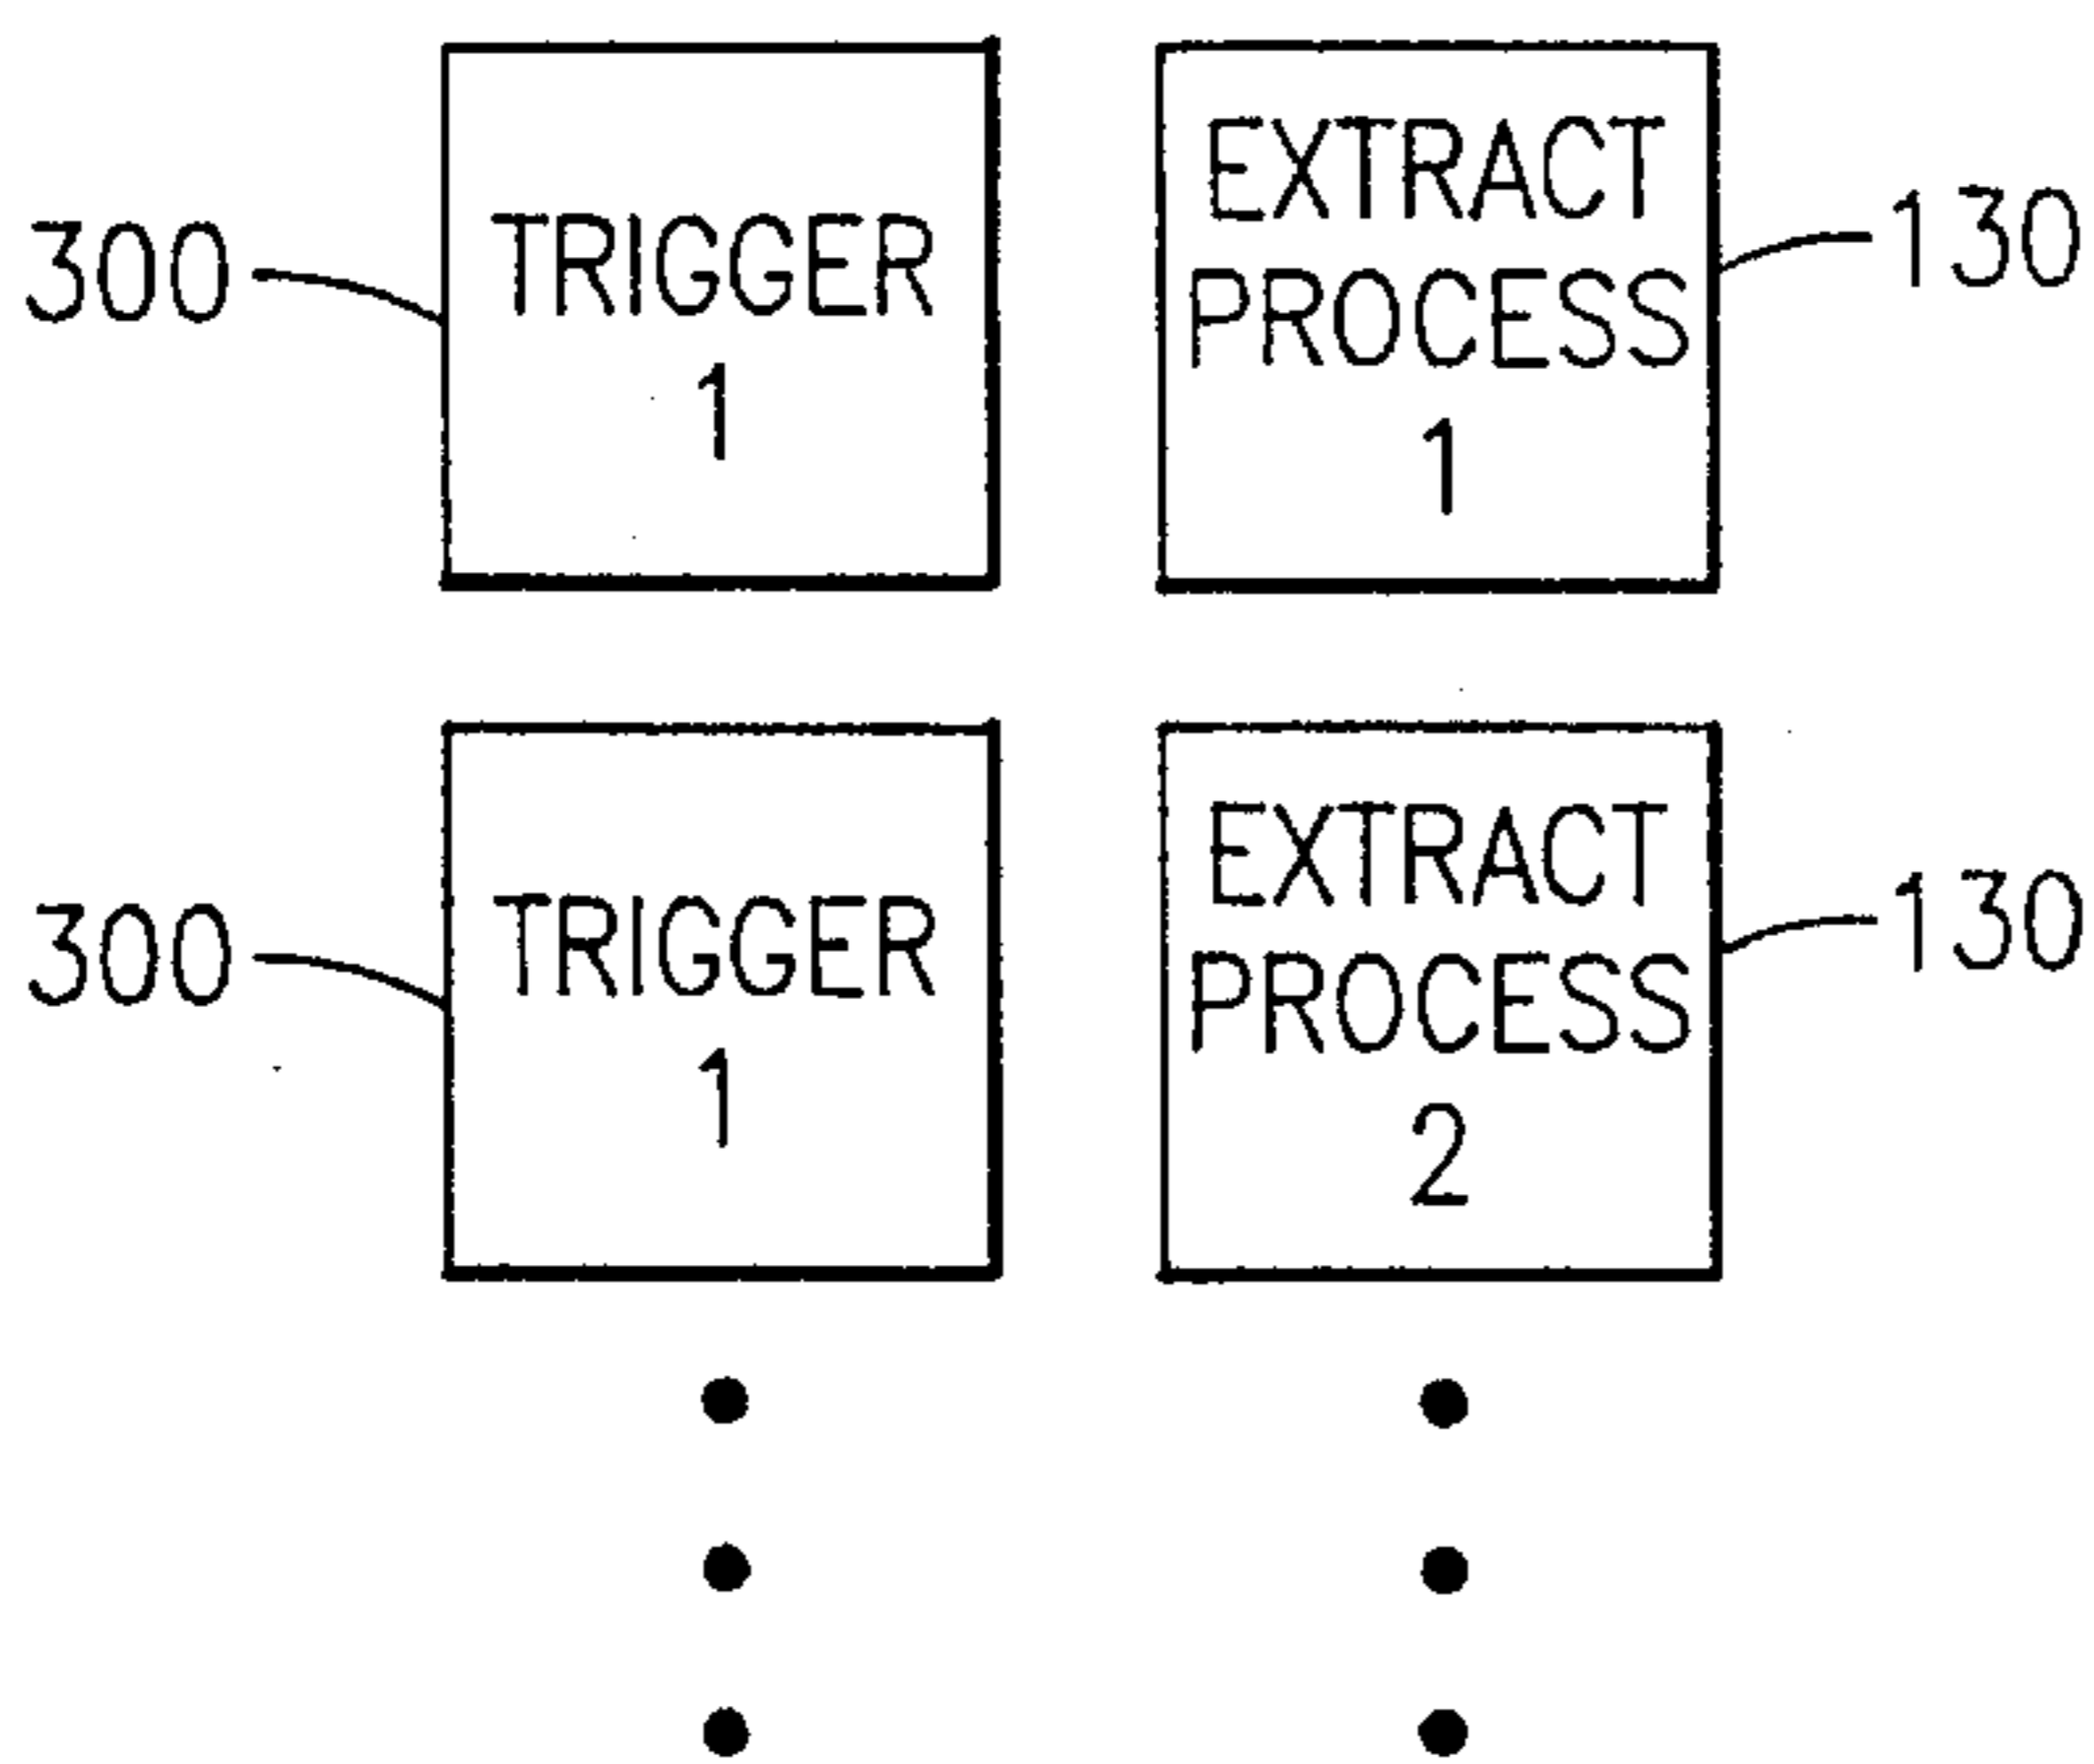 300
TRIGGER
1
EXTRACT
PROCESS
1
130
300
TRIGGER
1
EXTRACT
PROCESS
2
130